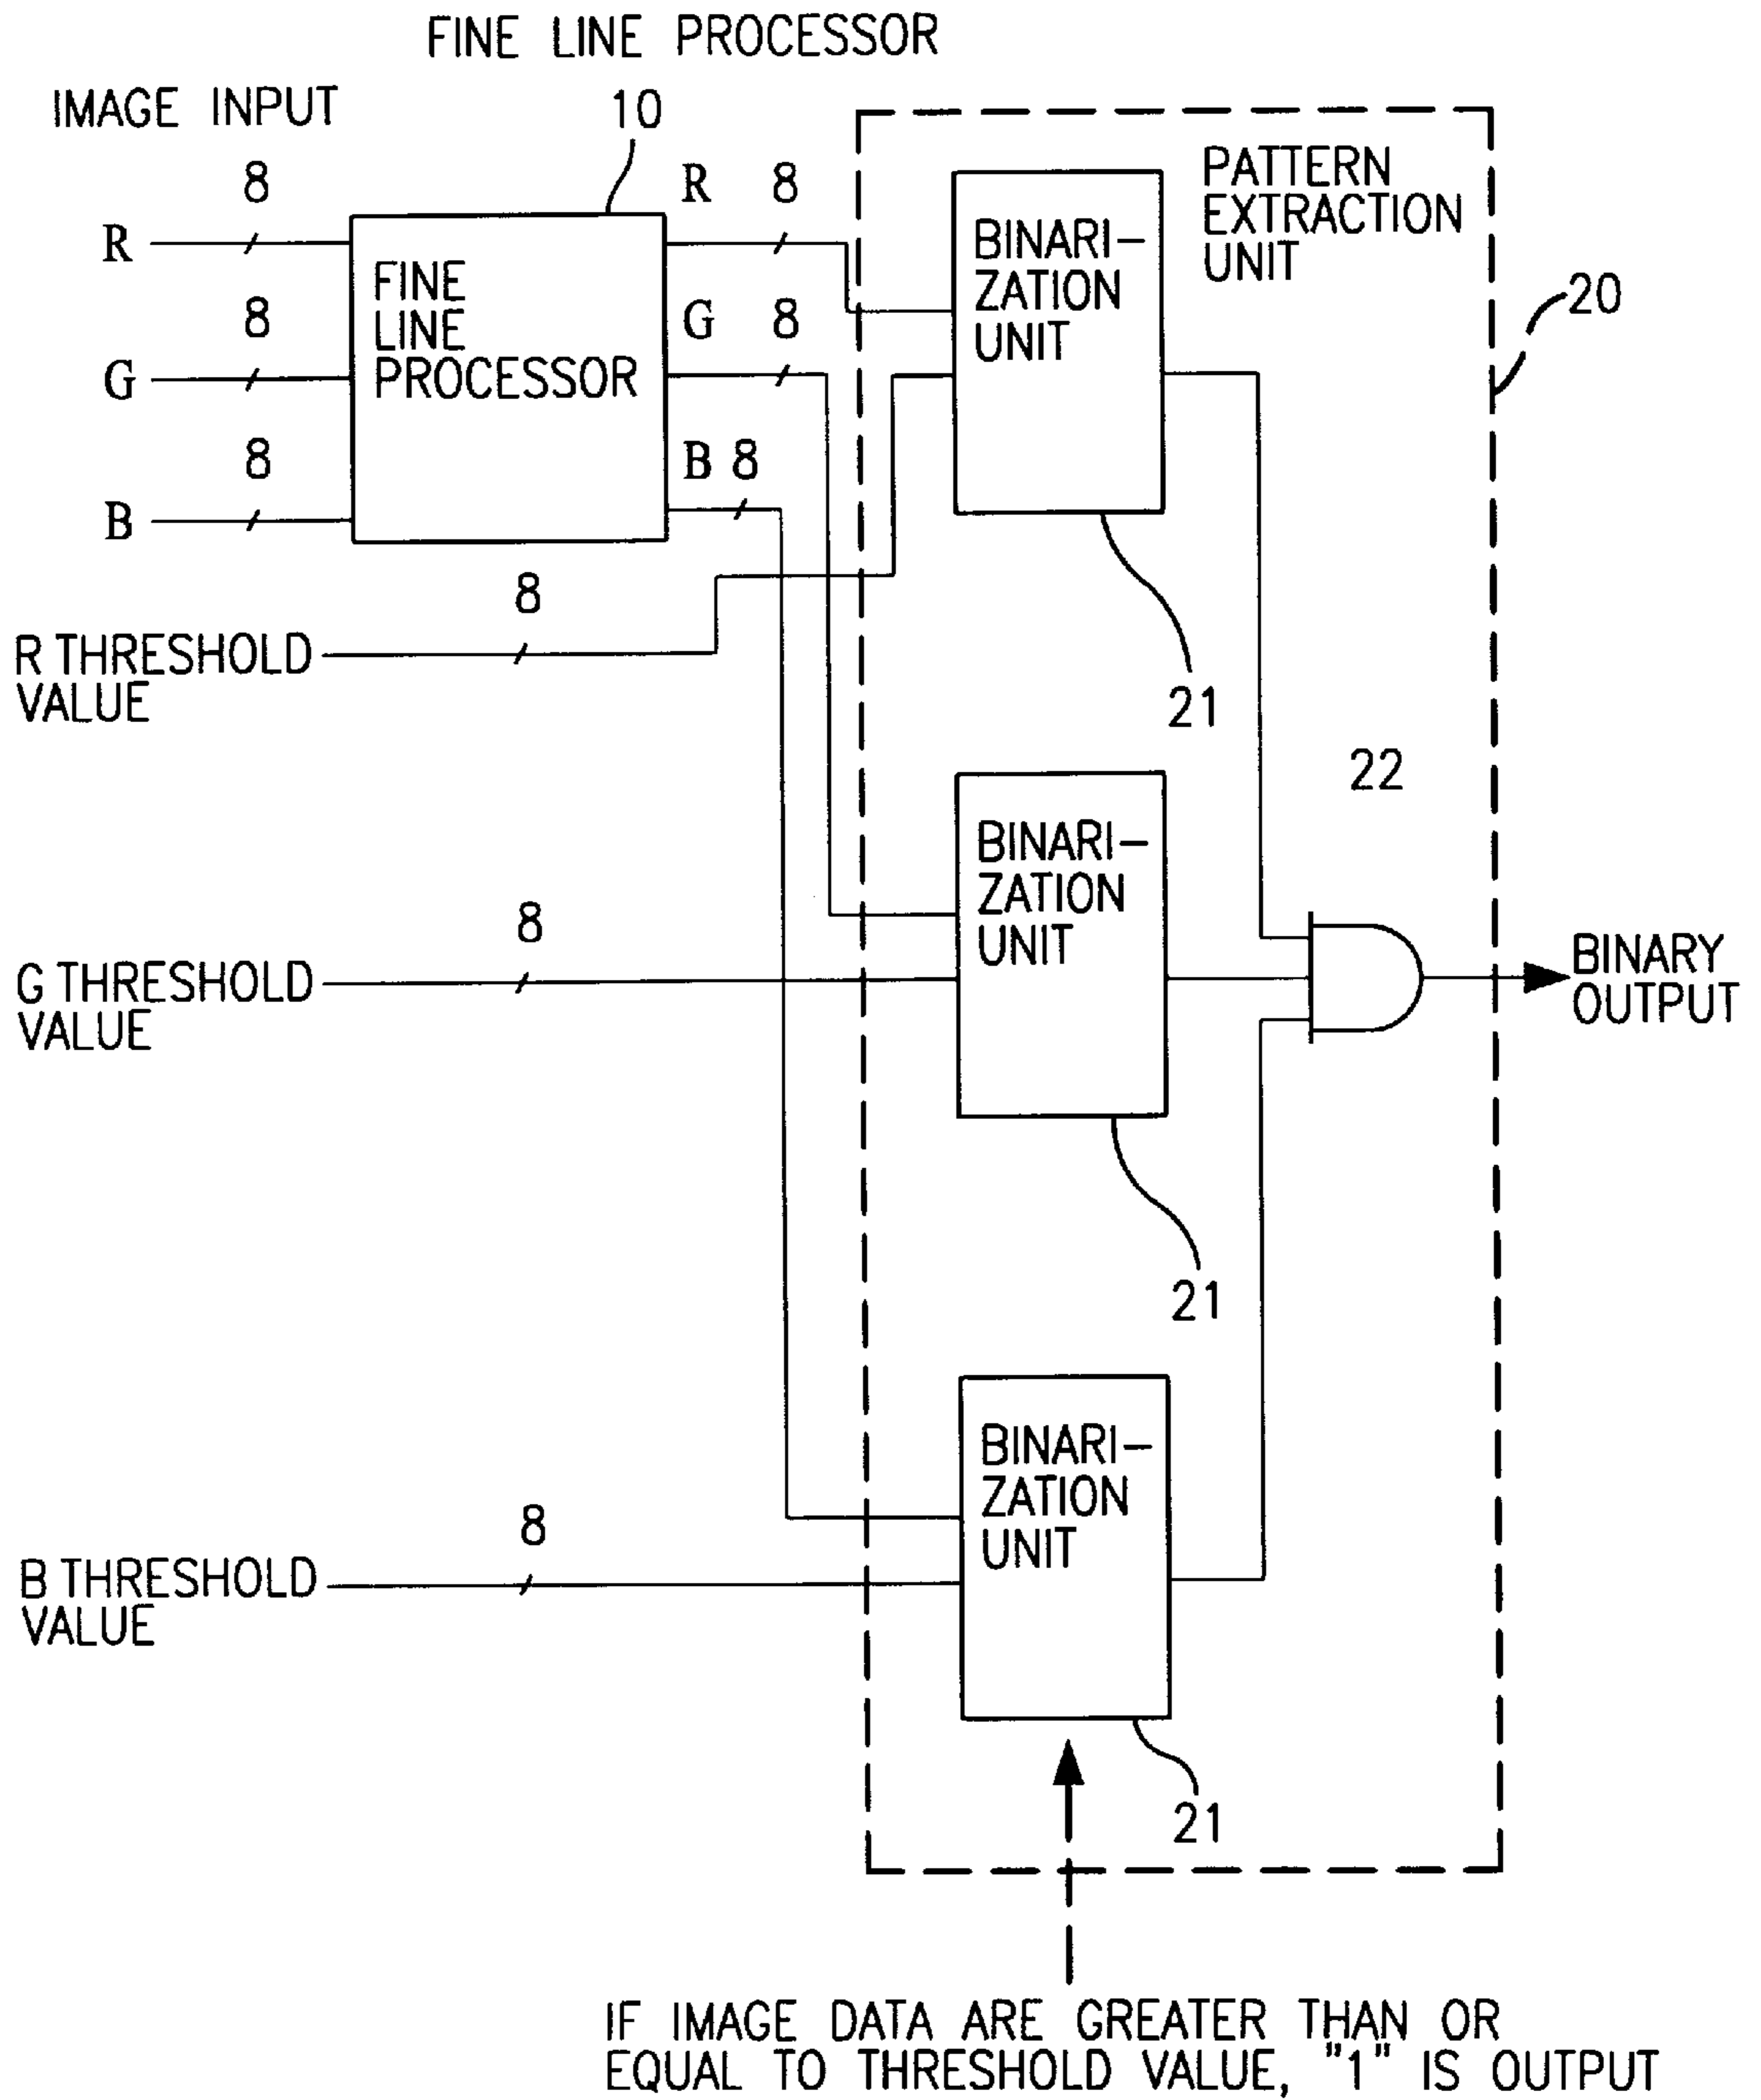 FINE LINE PROCESSOR
IMAGE INPUT
10
R
8
R
8
PATTERN
EXTRACTION
UNIT
20
FINE
LINE
PROCESSOR
G
8
G
8
B
8
B 8
BINARI-
ZATION
UNIT
21
R THRESHOLD
VALUE
8
22
BINARI-
ZATION
UNIT
21
G THRESHOLD
VALUE
8
BINARY
OUTPUT
BINARI-
ZATION
UNIT
21
B THRESHOLD
VALUE
8
IF IMAGE DATA ARE GREATER THAN OR
EQUAL TO THRESHOLD VALUE, "1" IS OUTPUT